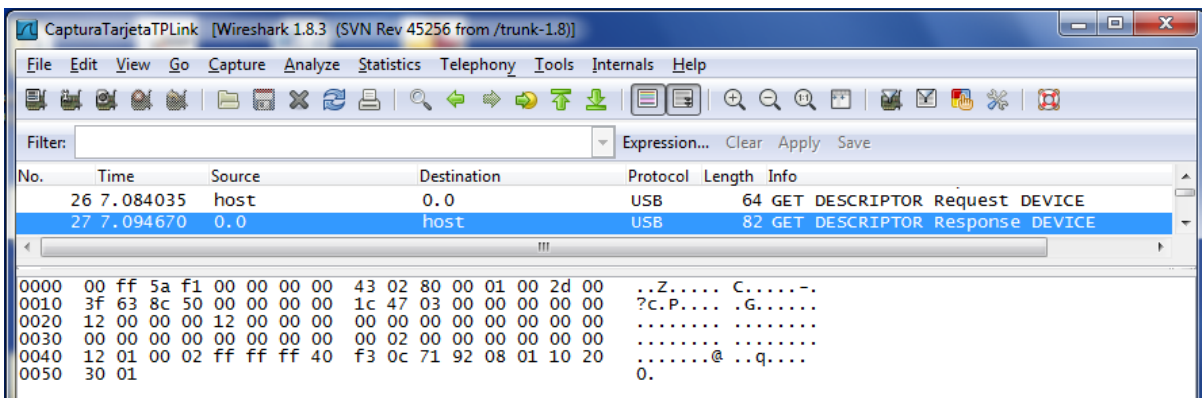 CapturaTarjetaTPLink [Wireshark 1.8.3 (SVN Rev 45256 from /trunk-1.8)]
File Edit View Go Capture Analyze Statistics Telephony Tools Internals Help
Filter: Expression... Clear Apply Save
No. Time Source Destination Protocol Length Info
26 7.084035 host 0.0 USB 64 GET DESCRIPTOR Request DEVICE
27 7.094670 0.0 host USB 82 GET DESCRIPTOR Response DEVICE
0000 00 ff 5a f1 00 00 00 00 43 02 80 00 01 00 2d 00 ..Z..... C.....-.
0010 3f 63 8c 50 00 00 00 00 1c 47 03 00 00 00 00 00 ?c.P.... .G......
0020 12 00 00 00 12 00 00 00 00 00 00 00 00 00 00 00 ........ ........
0030 00 00 00 00 00 00 00 00 00 02 00 00 00 00 00 00 ........ ........
0040 12 01 00 02 ff ff ff 40 f3 0c 71 92 08 01 10 20 .......@ ..q....
0050 30 01 0.